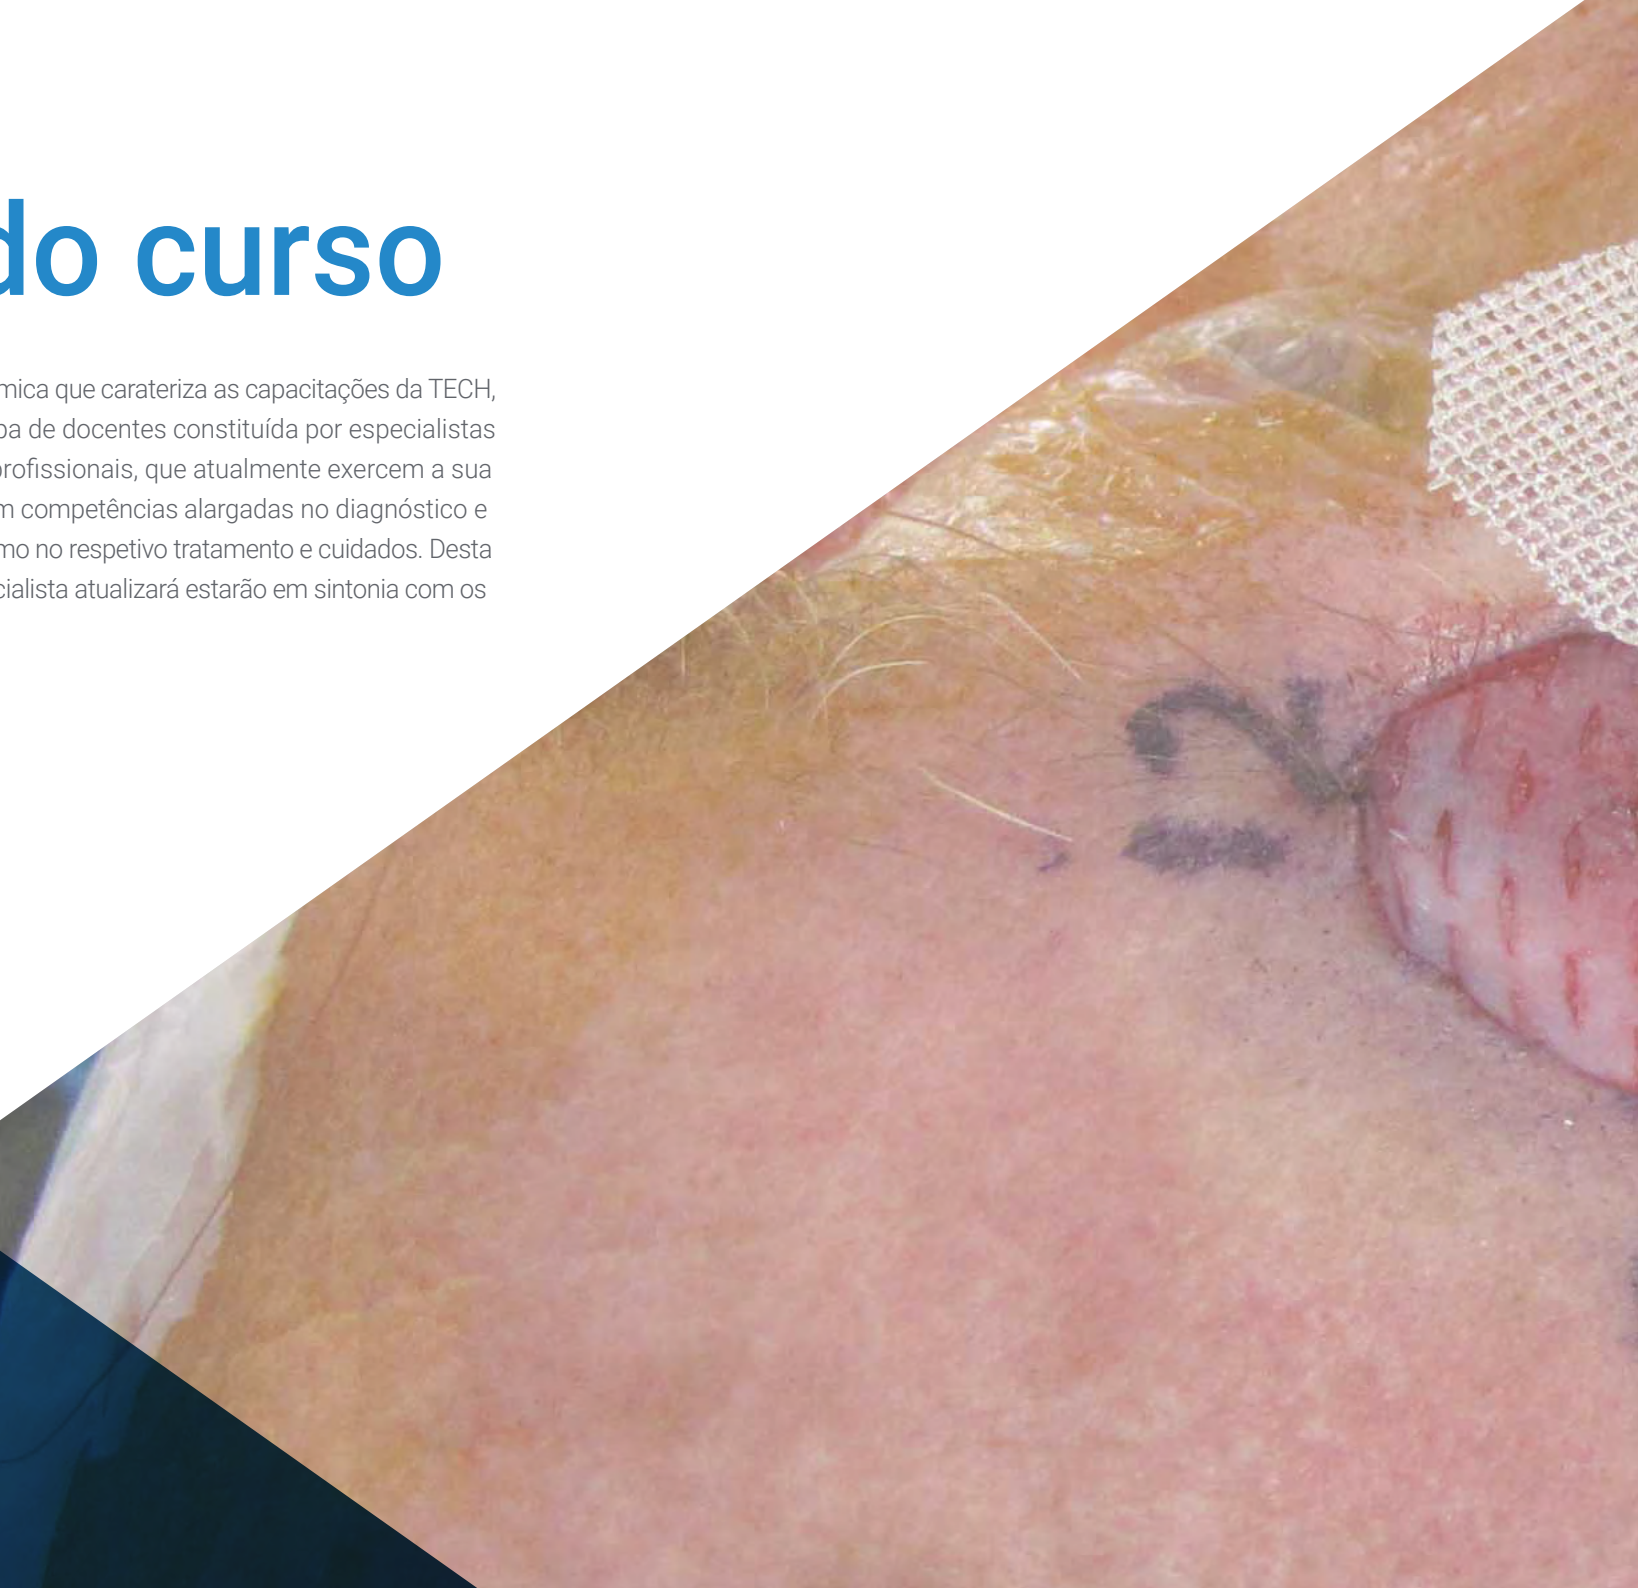 do curso
mica que carateriza as capacitações da TECH,
pa de docentes constituída por especialistas
profissionais, que atualmente exercem a sua
m competências alargadas no diagnóstico e
mo no respetivo tratamento e cuidados. Desta
cialista atualizará estarão em sintonia com os